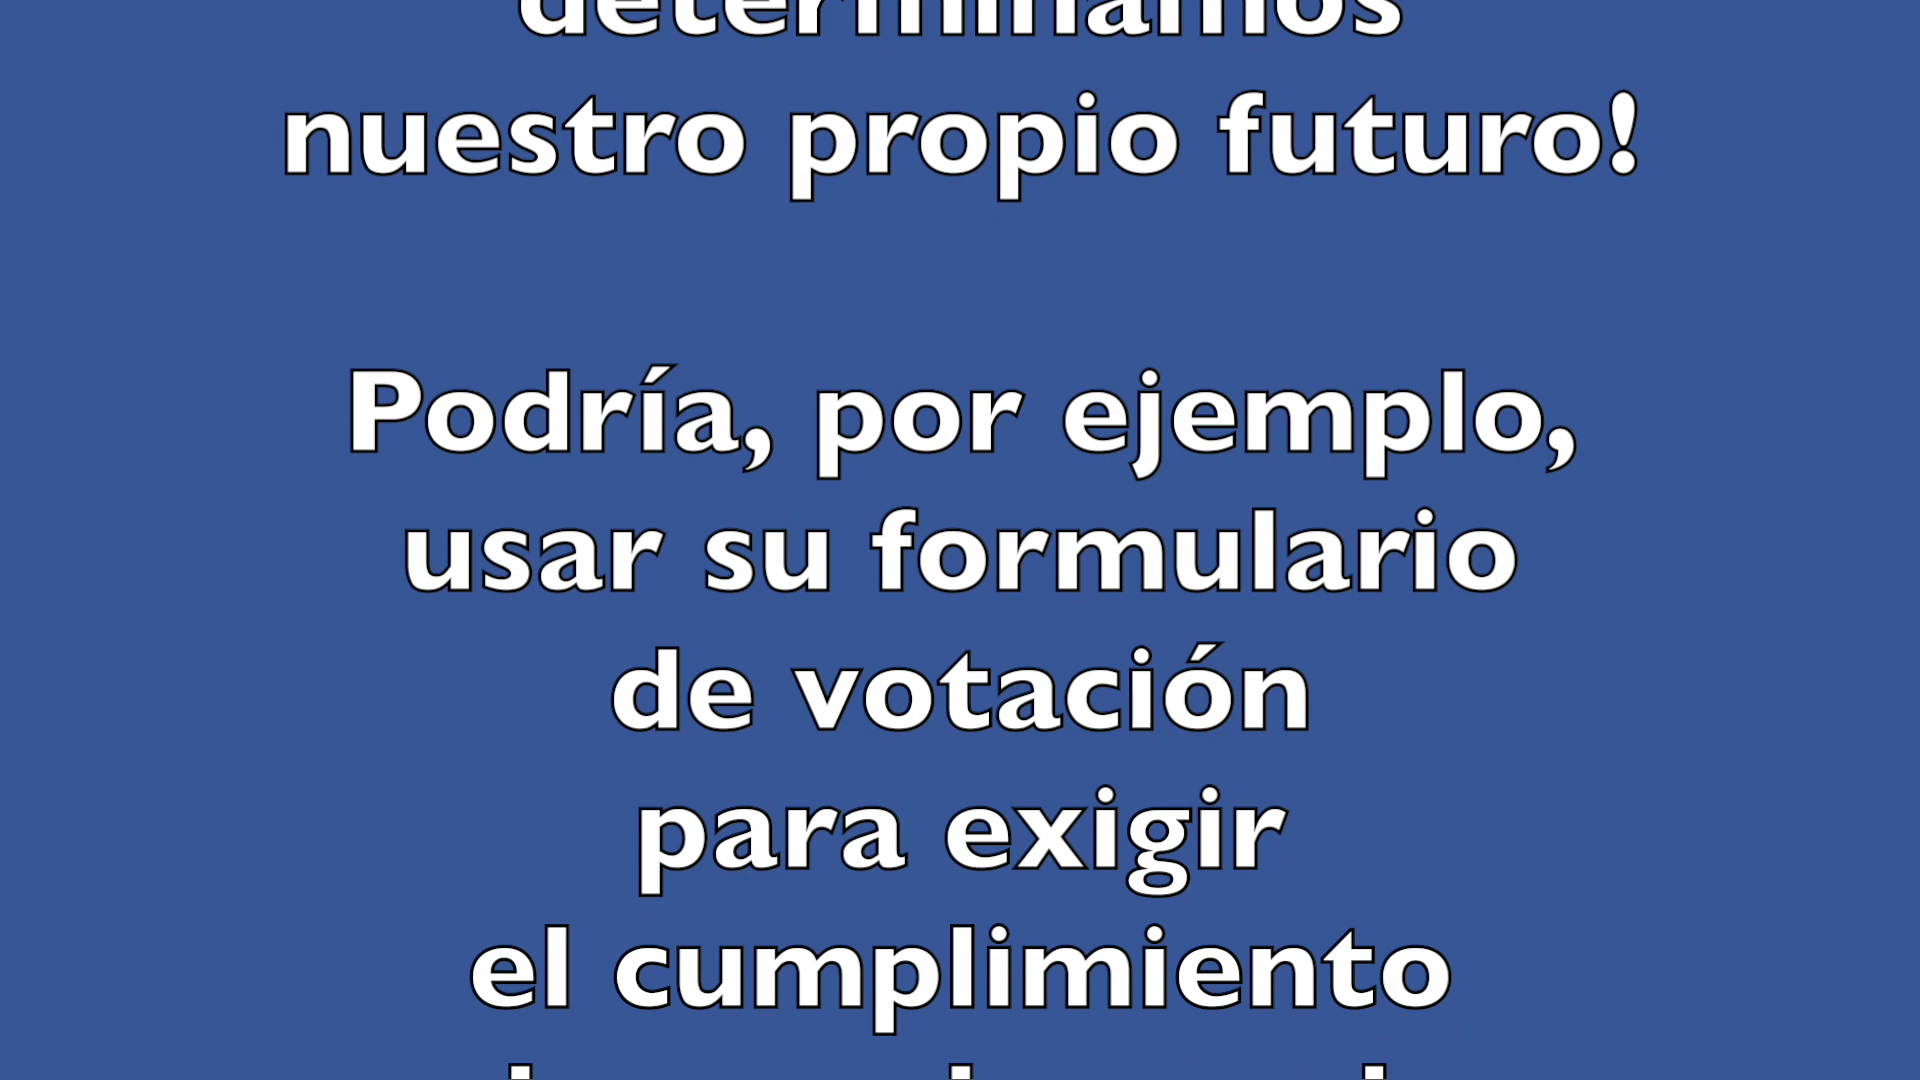 determinamos
nuestro propio futuro!
Podría, por ejemplo,
usar su formulario
de votación
para exigir
el cumplimiento